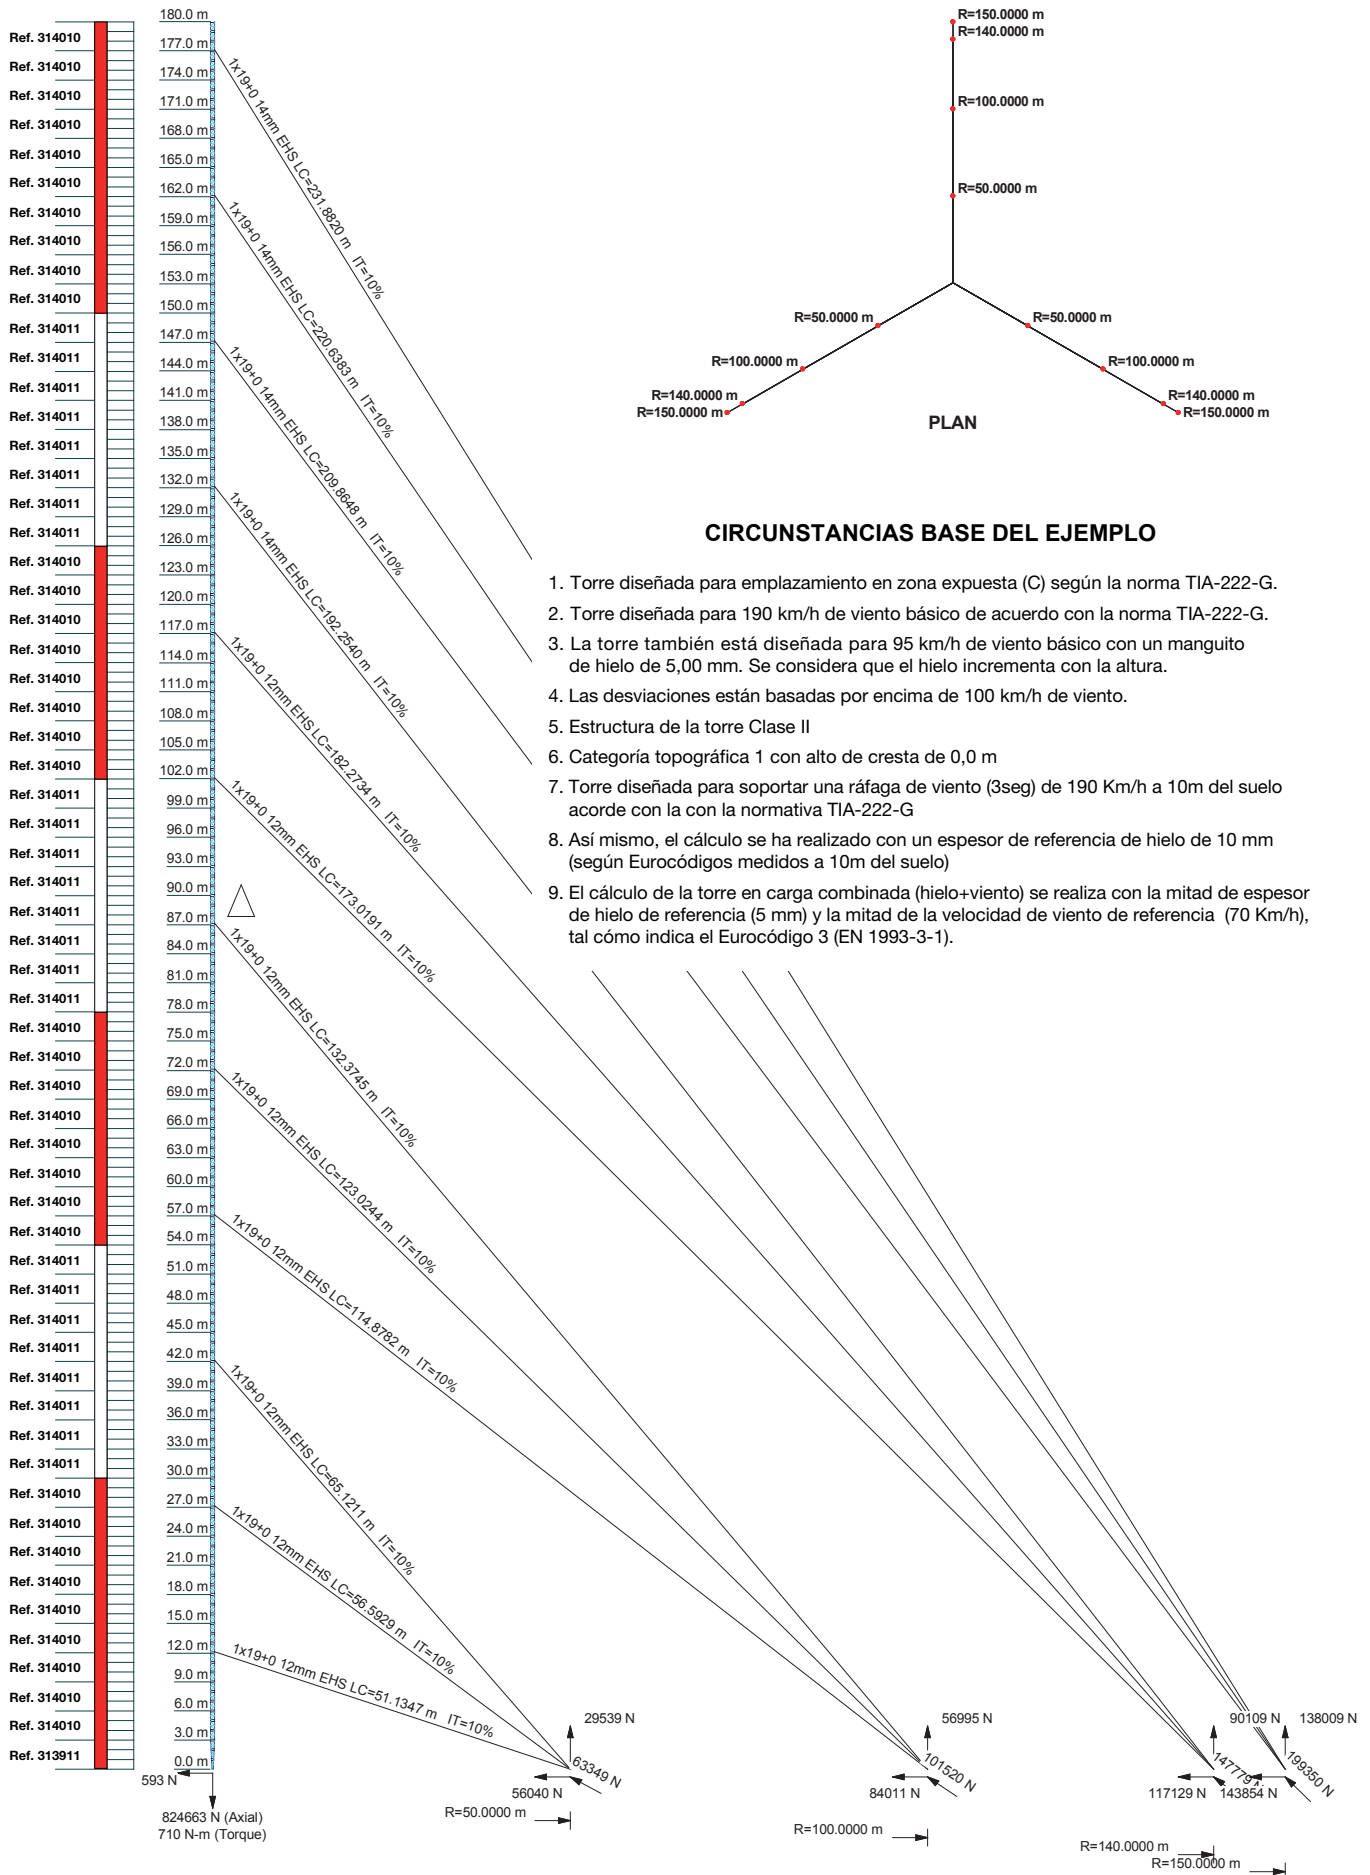 180.0 m
177.0 m
174.0 m
171.0 m
168.0 m
165.0 m
162.0 m
159.0 m
156.0 m
153.0 m
150.0 m
147.0 m
144.0 m
141.0 m
138.0 m
135.0 m
132.0 m
129.0 m
126.0 m
123.0 m
120.0 m
117.0 m
114.0 m
111.0 m
108.0 m
105.0 m
102.0 m
99.0 m
96.0 m
93.0 m
90.0 m
87.0 m
84.0 m
81.0 m
78.0 m
75.0 m
72.0 m
69.0 m
66.0 m
63.0 m
60.0 m
57.0 m
54.0 m
51.0 m
48.0 m
45.0 m
42.0 m
39.0 m
36.0 m
33.0 m
30.0 m
27.0 m
24.0 m
21.0 m
18.0 m
15.0 m
12.0 m
9.0 m
6.0 m
3.0 m
0.0 m
Ref. 314010
Ref. 314010
Ref. 314010
Ref. 314010
Ref. 314010
Ref. 314010
Ref. 314010
Ref. 314010
Ref. 314010
Ref. 314010
Ref. 314011
Ref. 314011
Ref. 314011
Ref. 314011
Ref. 314011
Ref. 314011
Ref. 314011
Ref. 314011
Ref. 314010
Ref. 314010
Ref. 314010
Ref. 314010
Ref. 314010
Ref. 314010
Ref. 314010
Ref. 314010
Ref. 314011
Ref. 314011
Ref. 314011
Ref. 314011
Ref. 314011
Ref. 314011
Ref. 314011
Ref. 314011
Ref. 314010
Ref. 314010
Ref. 314010
Ref. 314010
Ref. 314010
Ref. 314010
Ref. 314010
Ref. 314010
Ref. 314011
Ref. 314011
Ref. 314011
Ref. 314011
Ref. 314011
Ref. 314011
Ref. 314011
Ref. 314011
Ref. 314010
Ref. 314010
Ref. 314010
Ref. 314010
Ref. 314010
Ref. 314010
Ref. 314010
Ref. 314010
Ref. 314010
Ref. 313911
1x19+0 14mm EHS LC=231.8820 m IT=10%
1x19+0 14mm EHS LC=220.6383 m IT=10%
1x19+0 14mm EHS LC=209.8648 m IT=10%
1x19+0 14mm EHS LC=192.2540 m IT=10%
1x19+0 12mm EHS LC=182.2734 m IT=10%
1x19+0 12mm EHS LC=173.0191 m IT=10%
1x19+0 12mm EHS LC=132.3745 m IT=10%
1x19+0 12mm EHS LC=123.0244 m IT=10%
1x19+0 12mm EHS LC=114.8782 m IT=10%
1x19+0 12mm EHS LC=65.1211 m IT=10%
1x19+0 12mm EHS LC=56.5929 m IT=10%
1x19+0 12mm EHS LC=51.1347 m IT=10%
R=150.0000 m
R=140.0000 m
R=100.0000 m
R=50.0000 m
R=50.0000 m
R=50.0000 m
R=100.0000 m
R=100.0000 m
R=140.0000 m
R=140.0000 m
R=150.0000 m
R=150.0000 m
PLAN
CIRCUNSTANCIAS BASE DEL EJEMPLO
1. Torre diseñada para emplazamiento en zona expuesta (C) según la norma TIA-222-G.
2. Torre diseñada para 190 km/h de viento básico de acuerdo con la norma TIA-222-G.
3. La torre también está diseñada para 95 km/h de viento básico con un manguito
de hielo de 5,00 mm. Se considera que el hielo incrementa con la altura.
4. Las desviaciones están basadas por encima de 100 km/h de viento.
5. Estructura de la torre Clase II
6. Categoría topográfica 1 con alto de cresta de 0,0 m
7. Torre diseñada para soportar una ráfaga de viento (3seg) de 190 Km/h a 10m del suelo
acorde con la con la normativa TIA-222-G
8. Así mismo, el cálculo se ha realizado con un espesor de referencia de hielo de 10 mm
(según Eurocódigos medidos a 10m del suelo)
9. El cálculo de la torre en carga combinada (hielo+viento) se realiza con la mitad de espesor
de hielo de referencia (5 mm) y la mitad de la velocidad de viento de referencia (70 Km/h),
tal cómo indica el Eurocódigo 3 (EN 1993-3-1).
593 N
824663 N (Axial)
710 N-m (Torque)
29539 N
63349 N
56040 N
R=50.0000 m
56995 N
101520 N
84011 N
R=100.0000 m
90109 N
147779 N
117129 N
R=140.0000 m
138009 N
199350 N
143854 N
R=150.0000 m